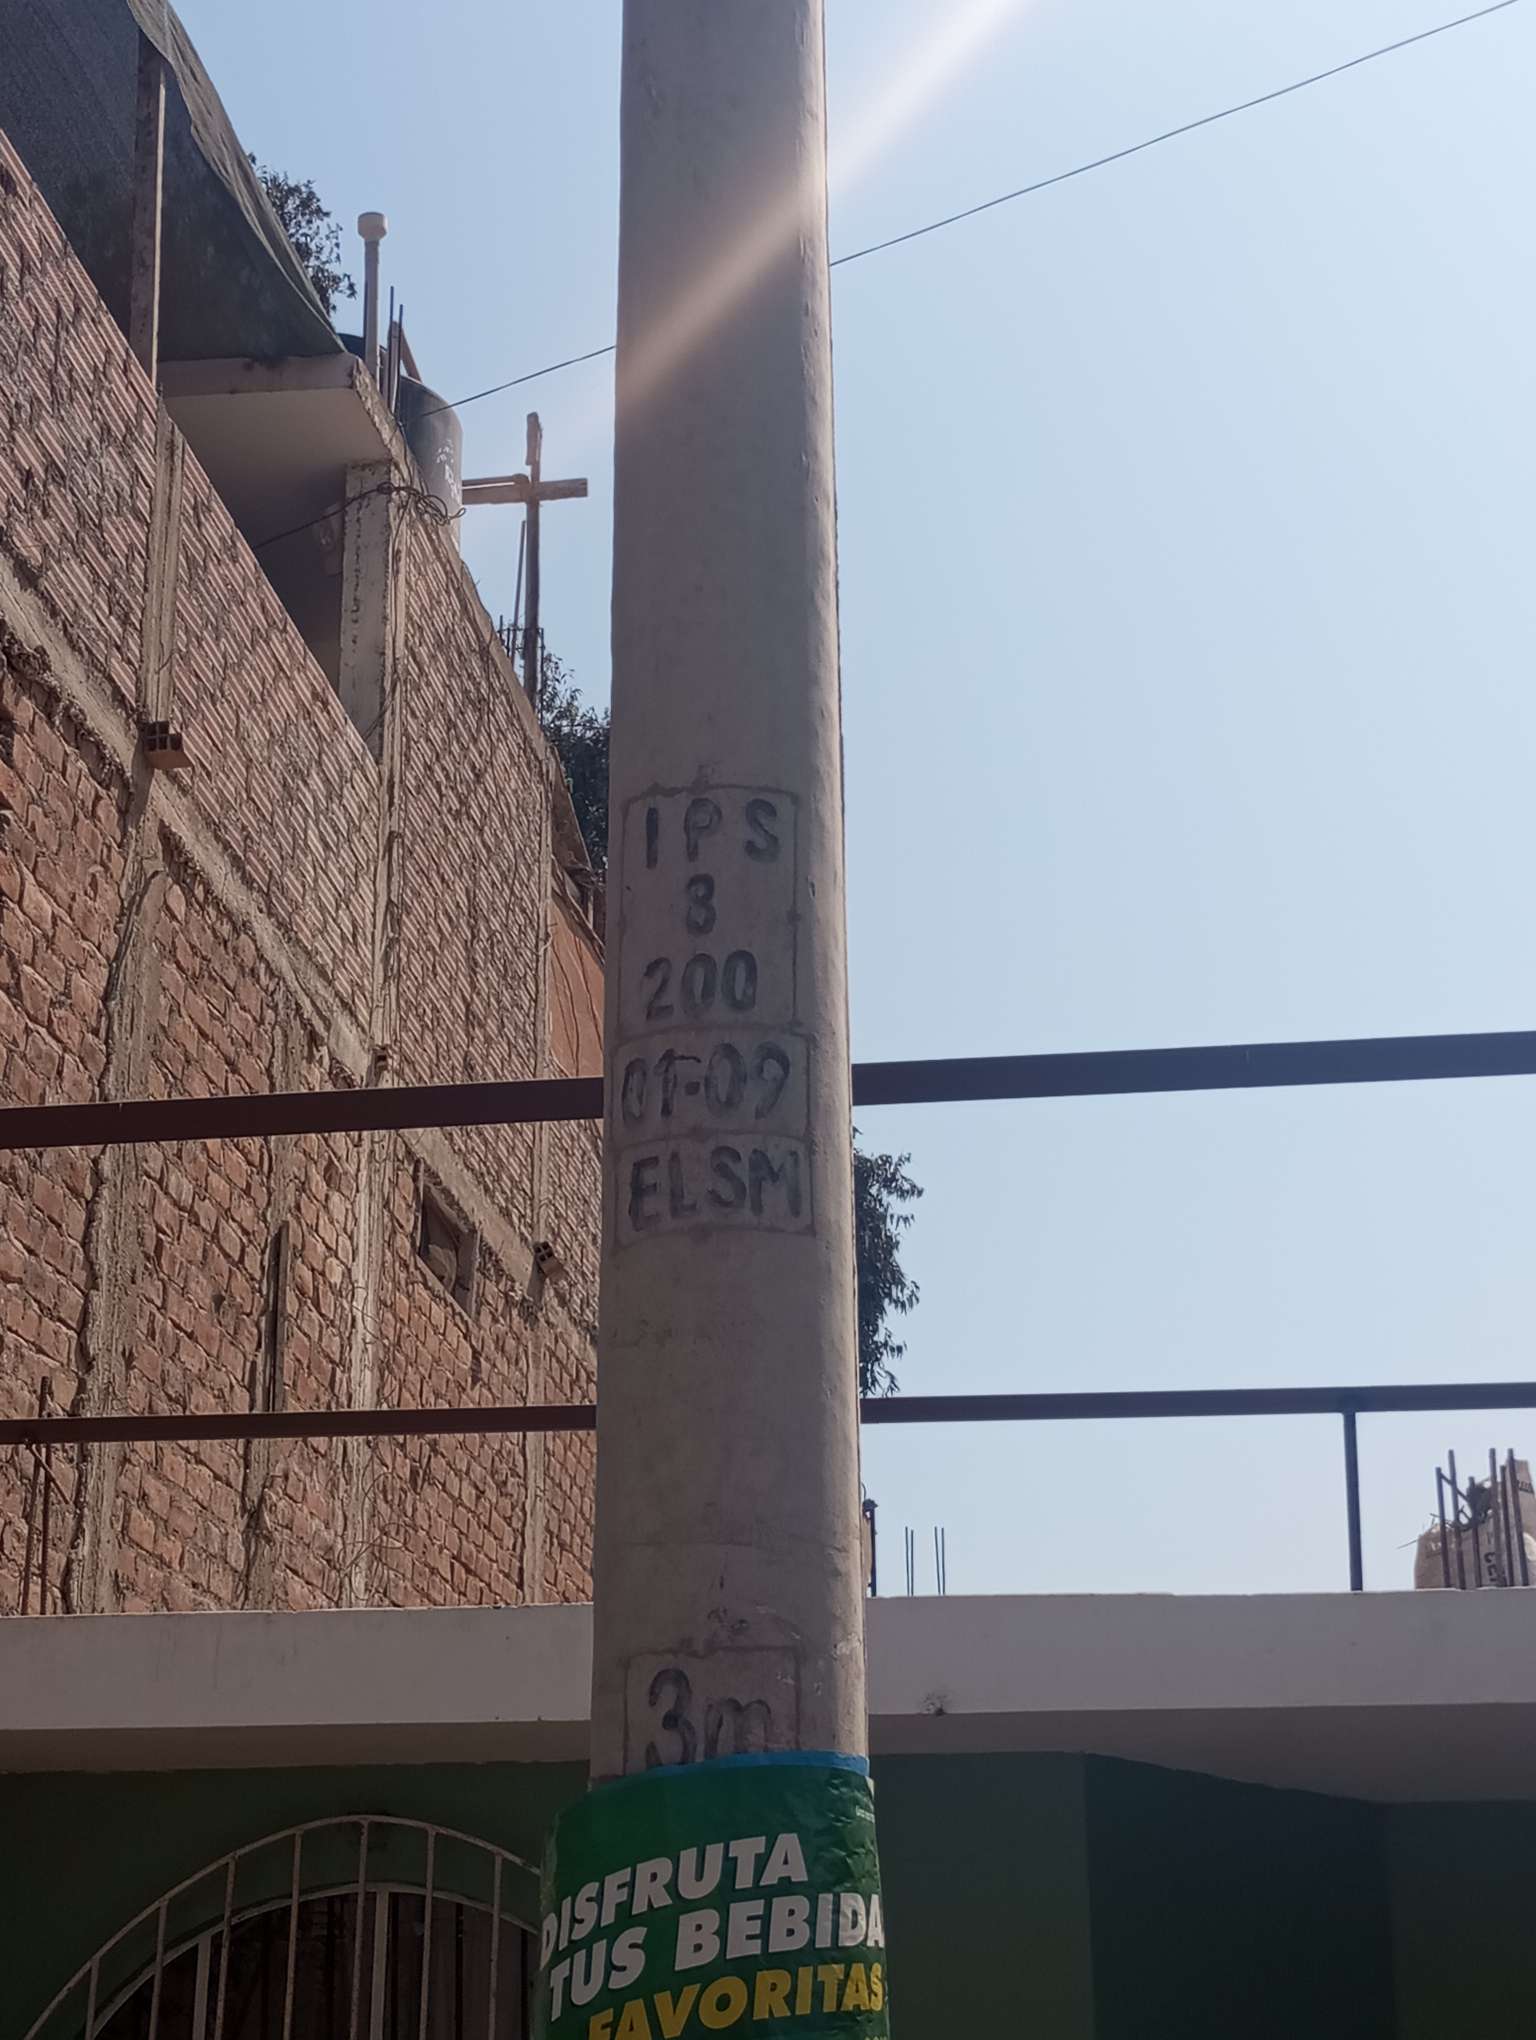 IPS
8
200
01-09
ELSM
3m
DISFRUTA
TUS BEBIDA
FAVORITAS